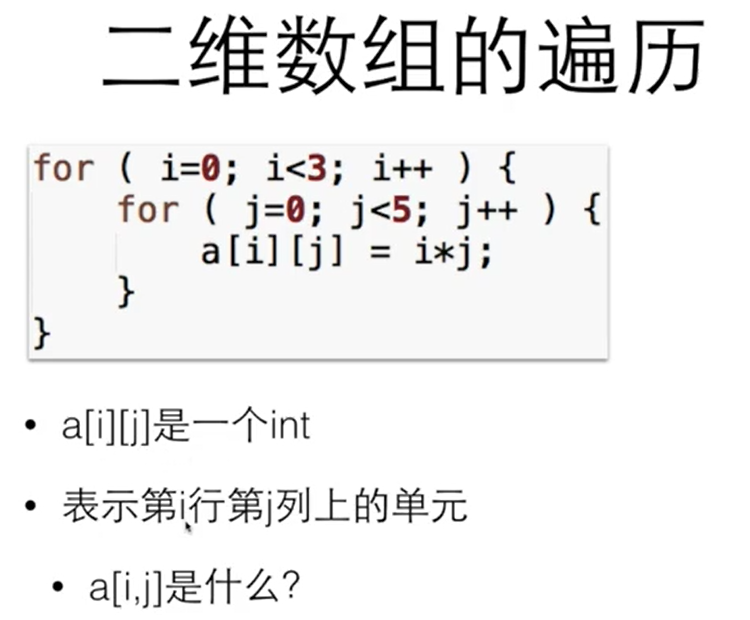 二维数组的遍历
for ( i=0; i<3; i++ ) {
    for ( j=0; j<5; j++ ) {
        a[i][j] = i*j;
    }
}
• a[i][j]是一个int
• 表示第i行第j列上的单元
• a[i,j]是什么?